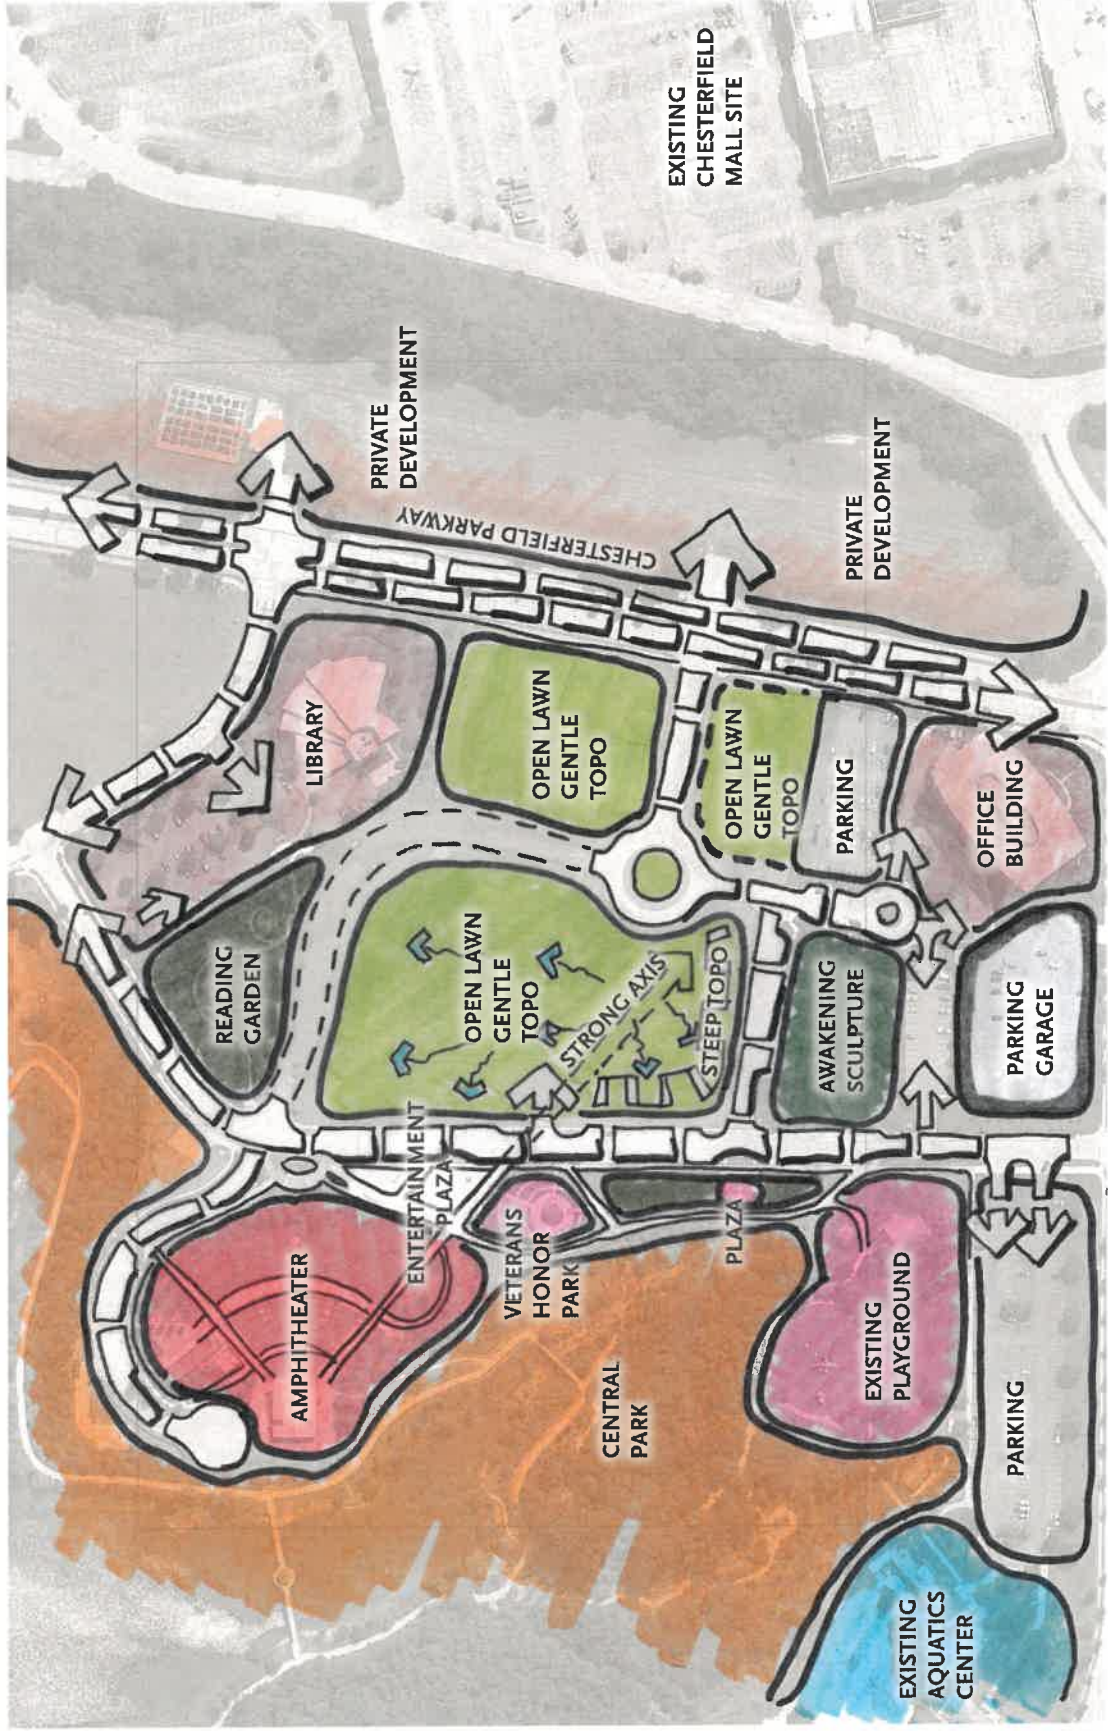 EXISTING
AQUATICS
CENTER
PARKING
EXISTING
PLAYGROUND
CENTRAL
PARK
AMPHITHEATER
ENTERTAINMENT
PLAZA
VETERANS
HONOR
PARK
PLAZA
READING
GARDEN
OPEN LAWN
GENTLE
TOPO
STRONG AXIS
STEEP TOPO
AWAKENING
SCULPTURE
PARKING
GARAGE
LIBRARY
OPEN LAWN
GENTLE
TOPO
OPEN LAWN
GENTLE
TOPO
PARKING
OFFICE
BUILDING
CHESTERFIELD PARKWAY
PRIVATE
DEVELOPMENT
PRIVATE
DEVELOPMENT
EXISTING
CHESTERFIELD
MALL SITE